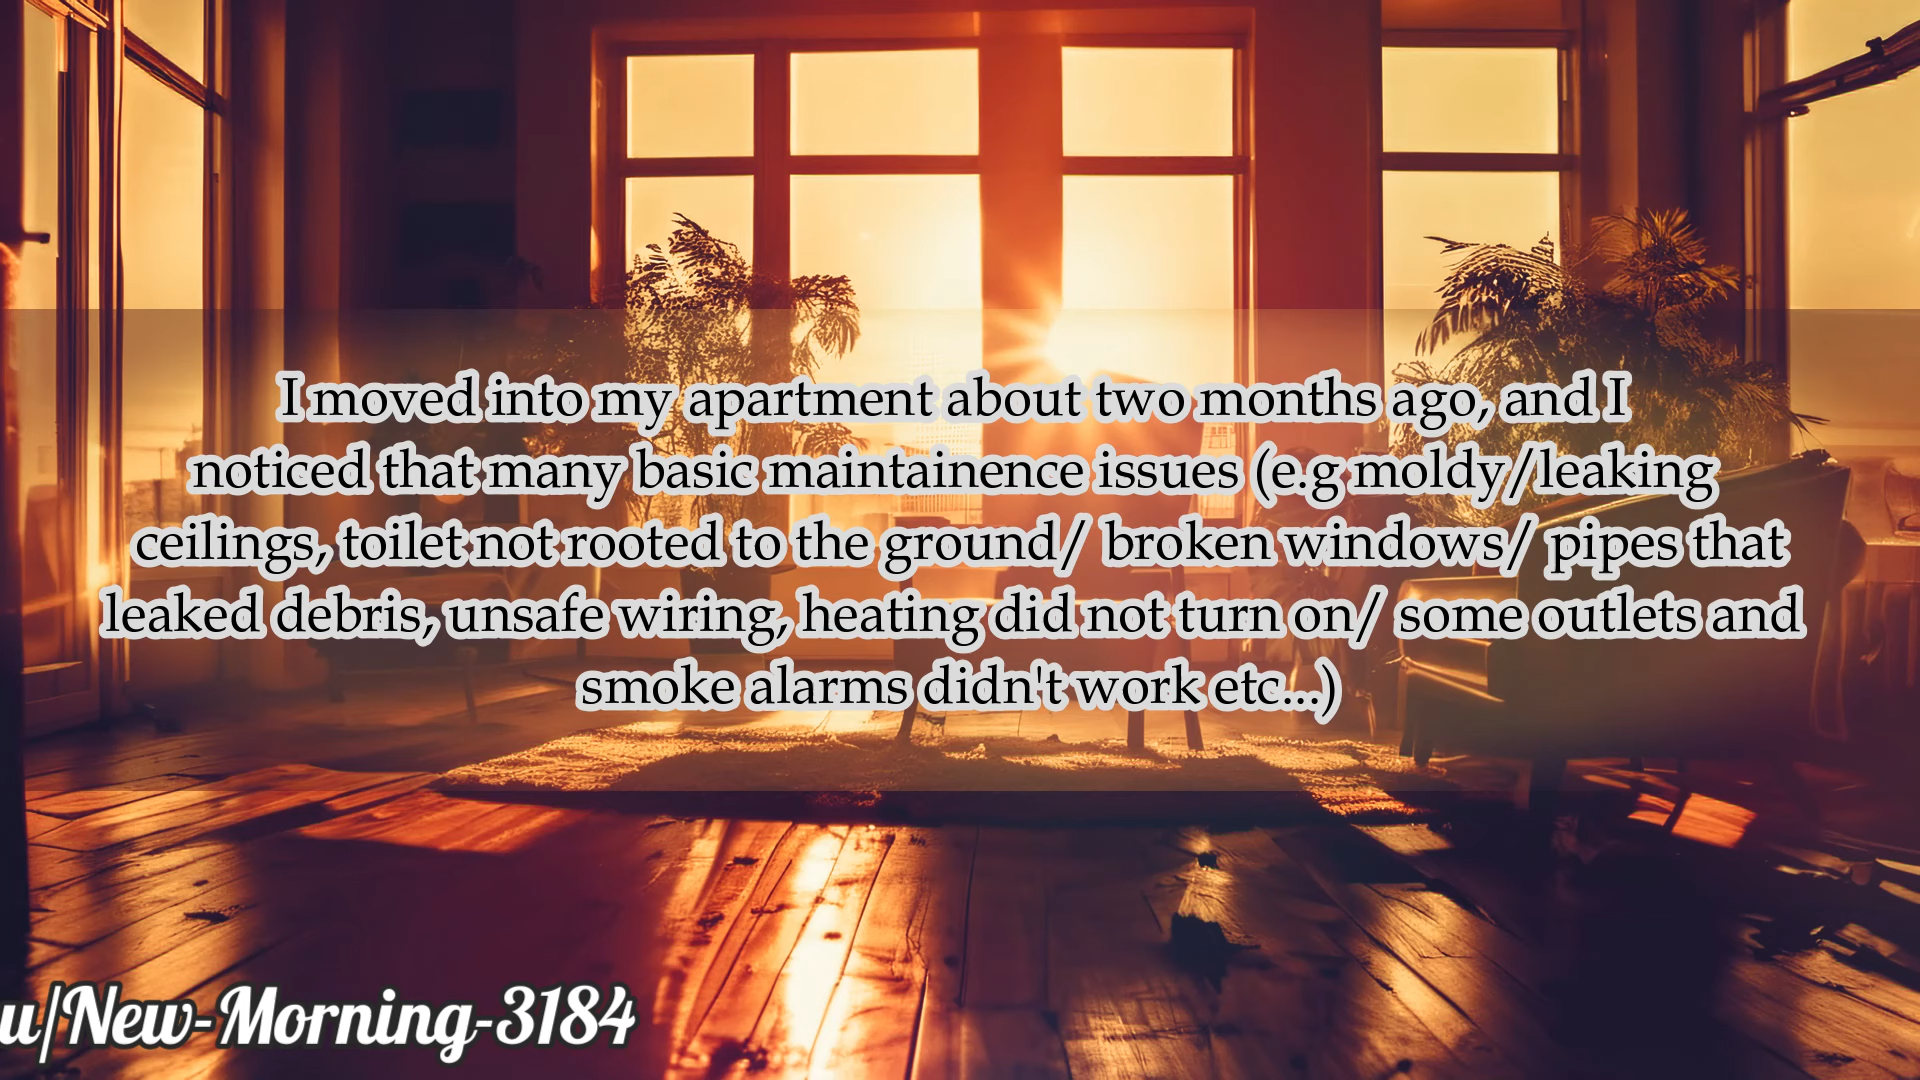 I moved into my apartment about two months ago, and I
noticed that many basic maintainence issues (e.g moldy/leaking
ceilings, toilet not rooted to the ground/ broken windows/ pipes that
leaked debris, unsafe wiring, heating did not turn on/ some outlets and
smoke alarms didn't work etc...)
u/New-Morning-3184